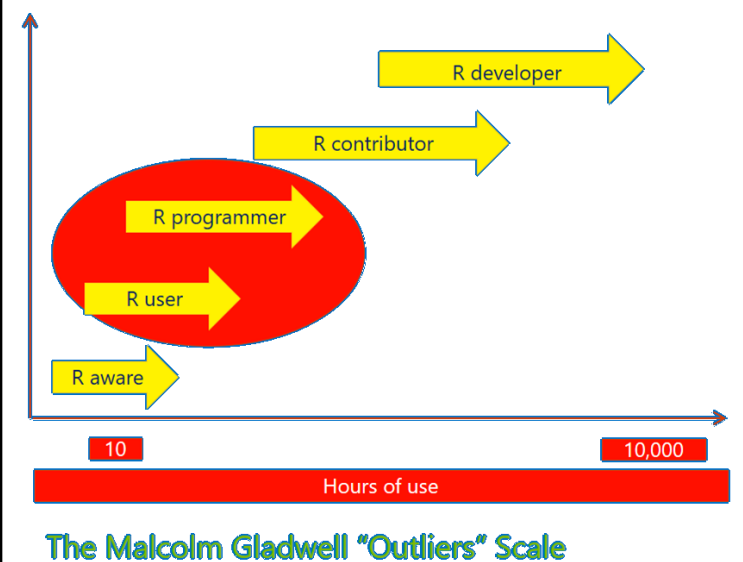 R developer
R contributor
R programmer
R user
R aware
10
10,000
Hours of use
The Malcolm Gladwell "Outliers" Scale